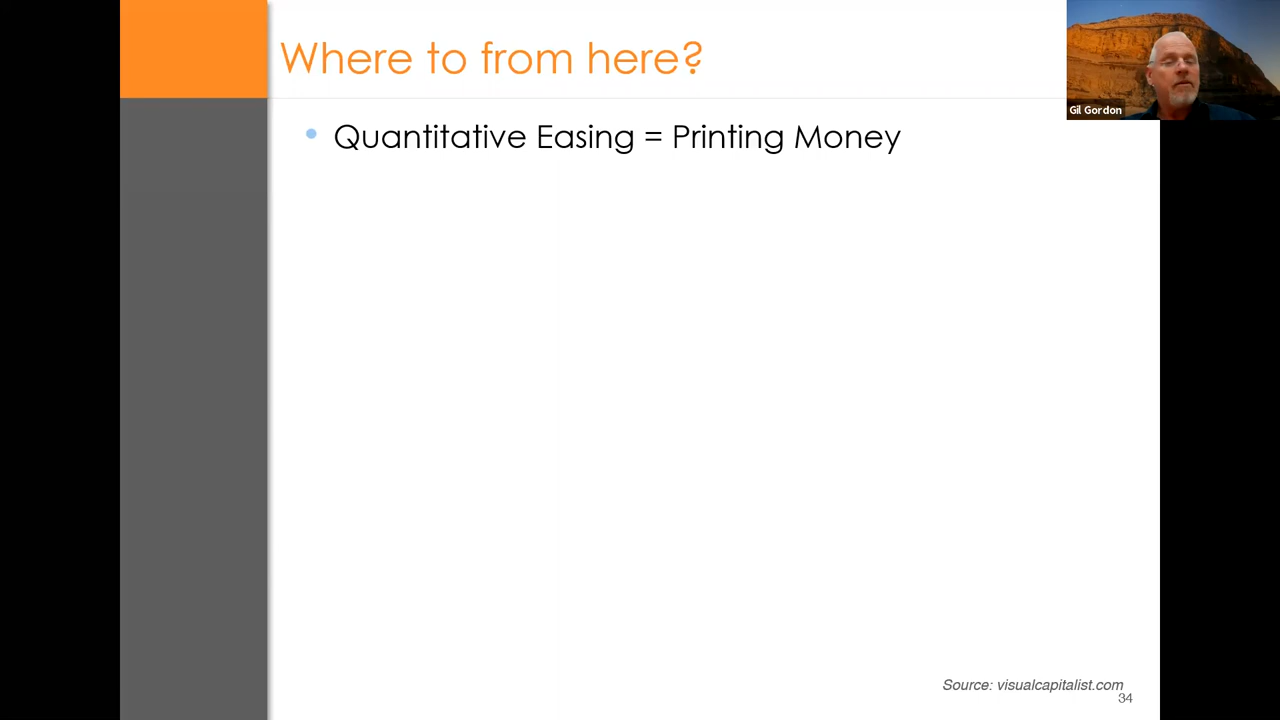 Where to from here?
Gil Gordon
• Quantitative Easing = Printing Money
Source: visualcapitalist.com
34